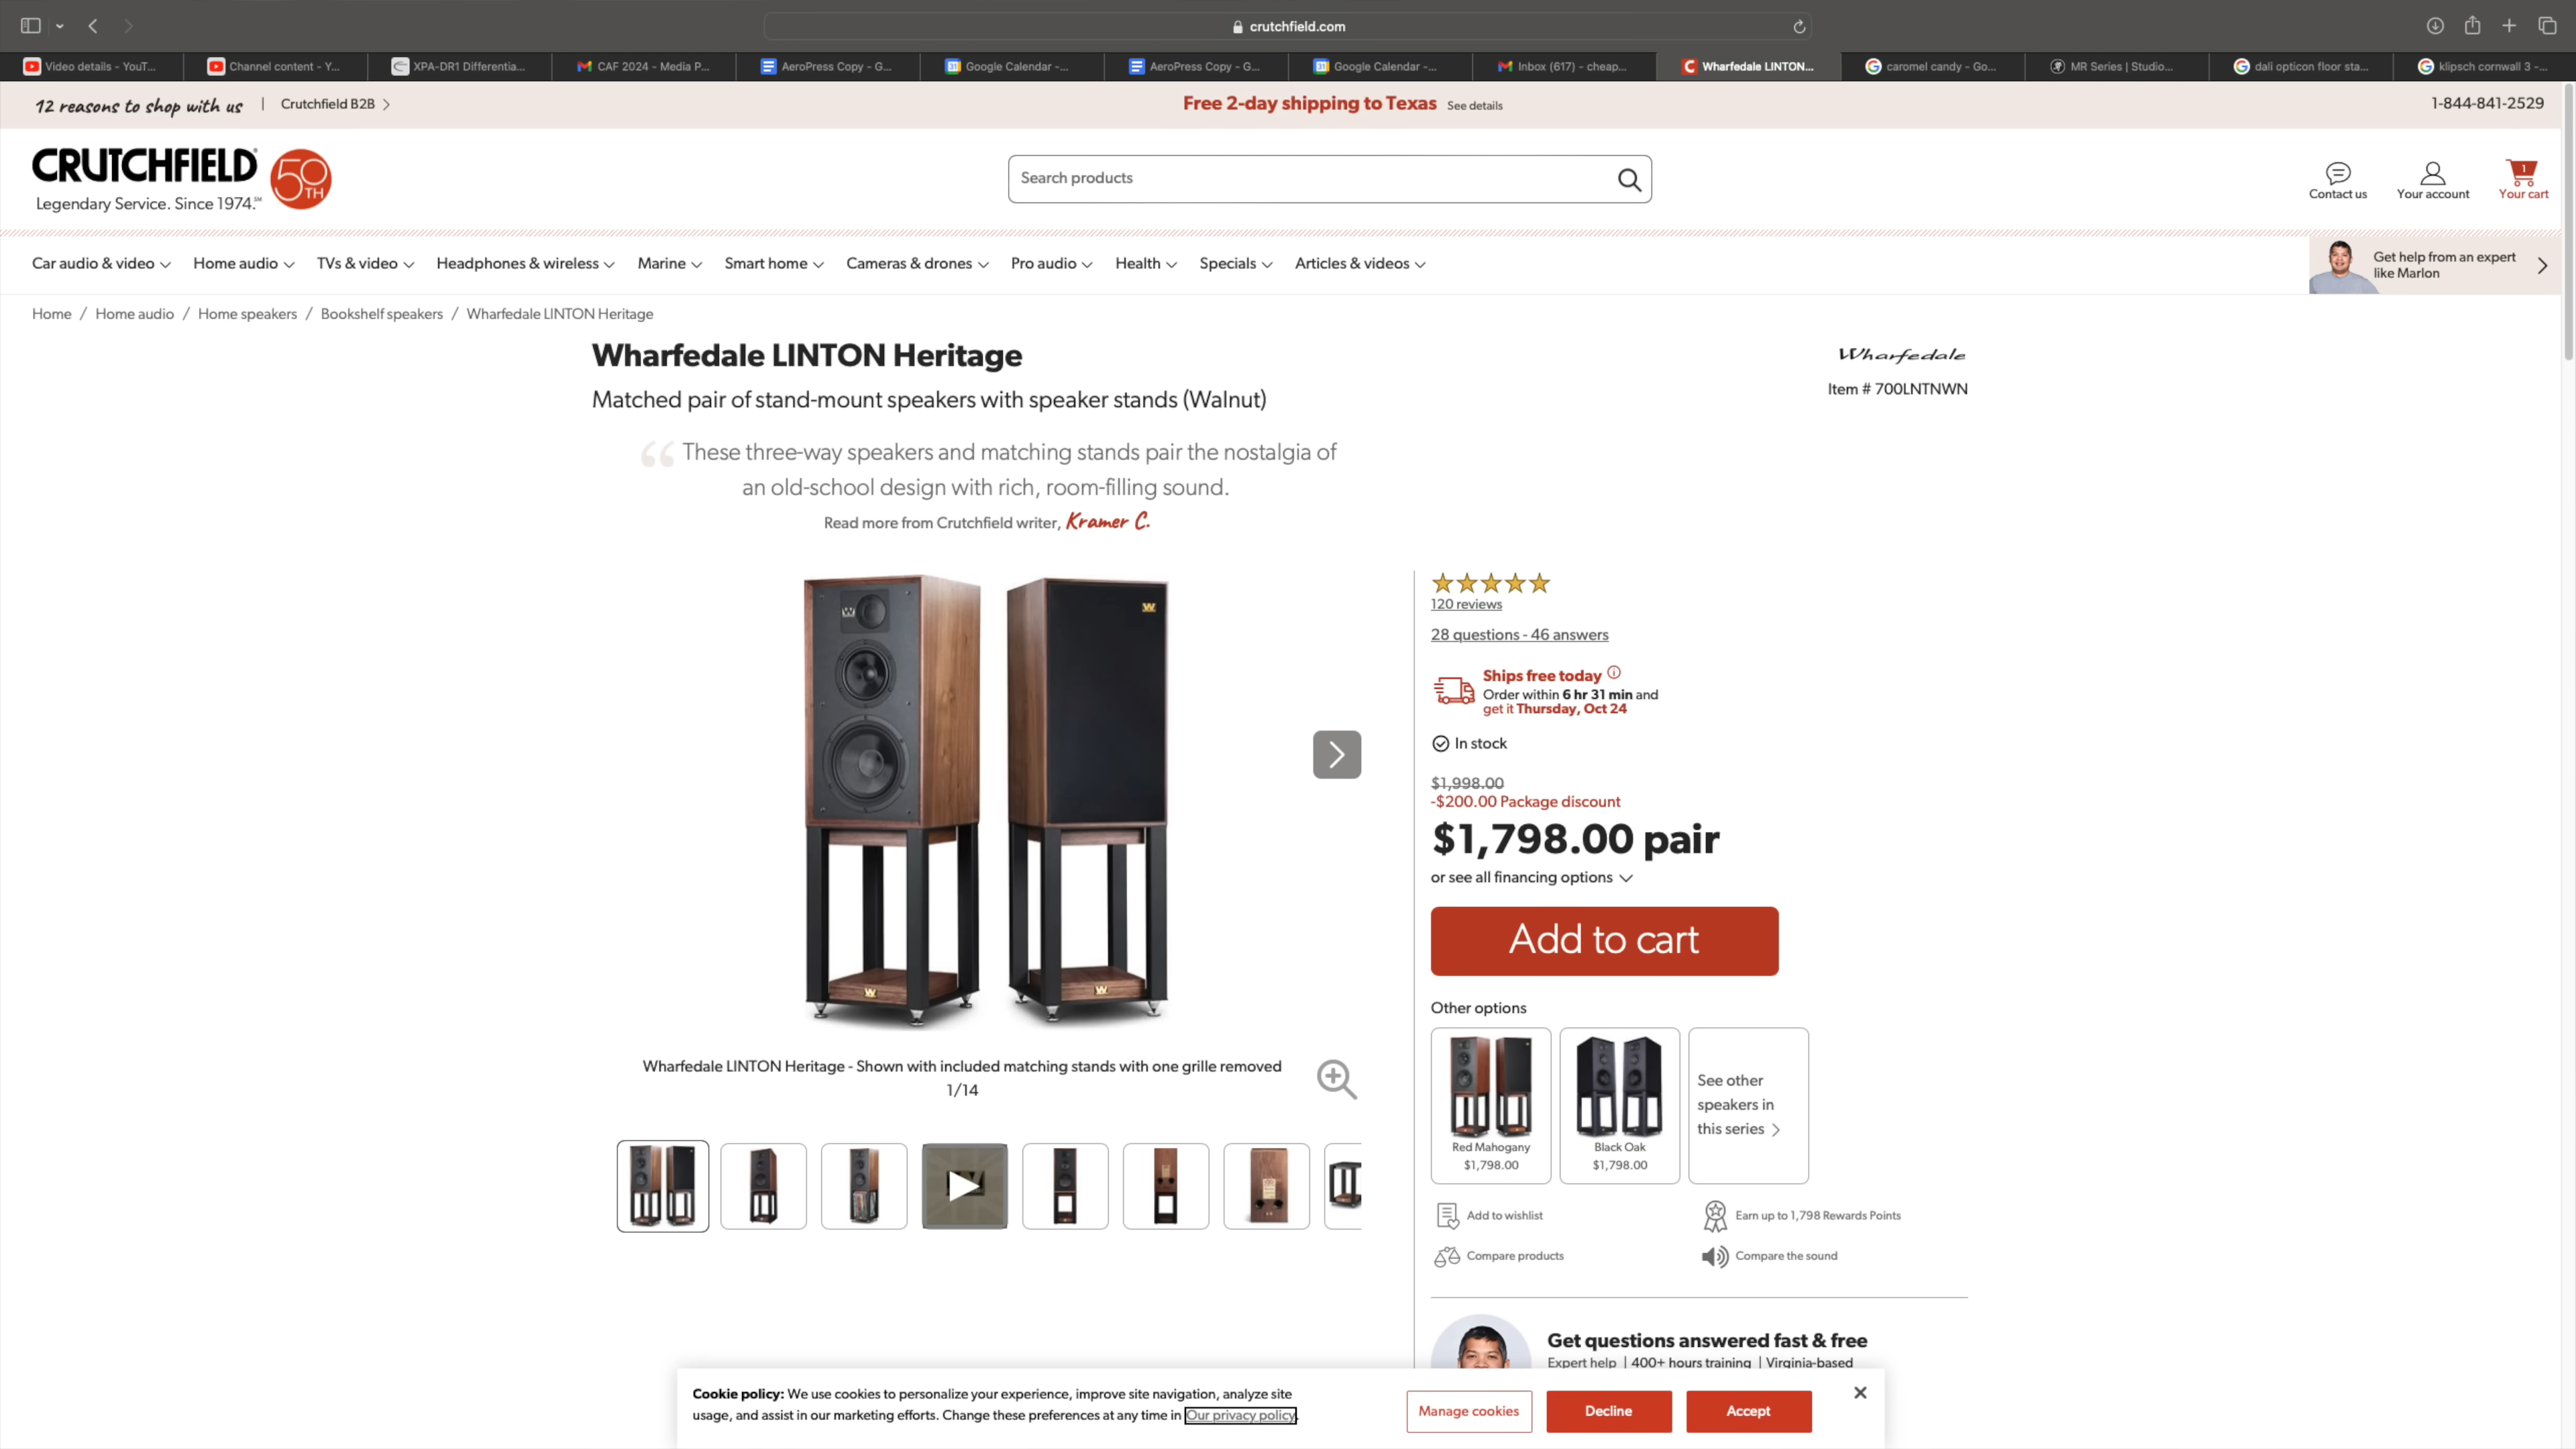 crutchfield.com
Video details - YouT...
Channel content - Y...
XPA-DR1 Differentia...
CAF 2024 - Media P...
AeroPress Copy - G...
Google Calendar -...
AeroPress Copy - G...
Google Calendar -...
Inbox (617) - cheap...
Wharfedale LINTON...
caromel candy - Go...
MR Series | Studio...
dali opticon floor sta...
klipsch cornwall 3 -...
12 reasons to shop with us | Crutchfield B2B >
Free 2-day shipping to Texas See details
1-844-841-2529
CRUTCHFIELD
50TH
Legendary Service. Since 1974.℠
Search products
Contact us
Your account
1
Your cart
Car audio & video
Home audio
TVs & video
Headphones & wireless
Marine
Smart home
Cameras & drones
Pro audio
Health
Specials
Articles & videos
Get help from an expert
like Marlon
Home / Home audio / Home speakers / Bookshelf speakers / Wharfedale LINTON Heritage
Wharfedale LINTON Heritage
Wharfedale
Matched pair of stand-mount speakers with speaker stands (Walnut)
Item # 700LNTNWN
“ These three-way speakers and matching stands pair the nostalgia of
an old-school design with rich, room-filling sound.
Read more from Crutchfield writer, Kramer C.
W
W
W
W
120 reviews
28 questions - 46 answers
Ships free today
Order within 6 hr 31 min and
get it Thursday, Oct 24
In stock
$1,998.00
-$200.00 Package discount
$1,798.00 pair
or see all financing options
Add to cart
Other options
Red Mahogany
$1,798.00
Black Oak
$1,798.00
See other
speakers in
this series >
Wharfedale LINTON Heritage - Shown with included matching stands with one grille removed
1/14
Add to wishlist
Earn up to 1,798 Rewards Points
Compare products
Compare the sound
Get questions answered fast & free
Expert help | 400+ hours training | Virginia-based
Cookie policy: We use cookies to personalize your experience, improve site navigation, analyze site
usage, and assist in our marketing efforts. Change these preferences at any time in Our privacy policy.
Manage cookies
Decline
Accept